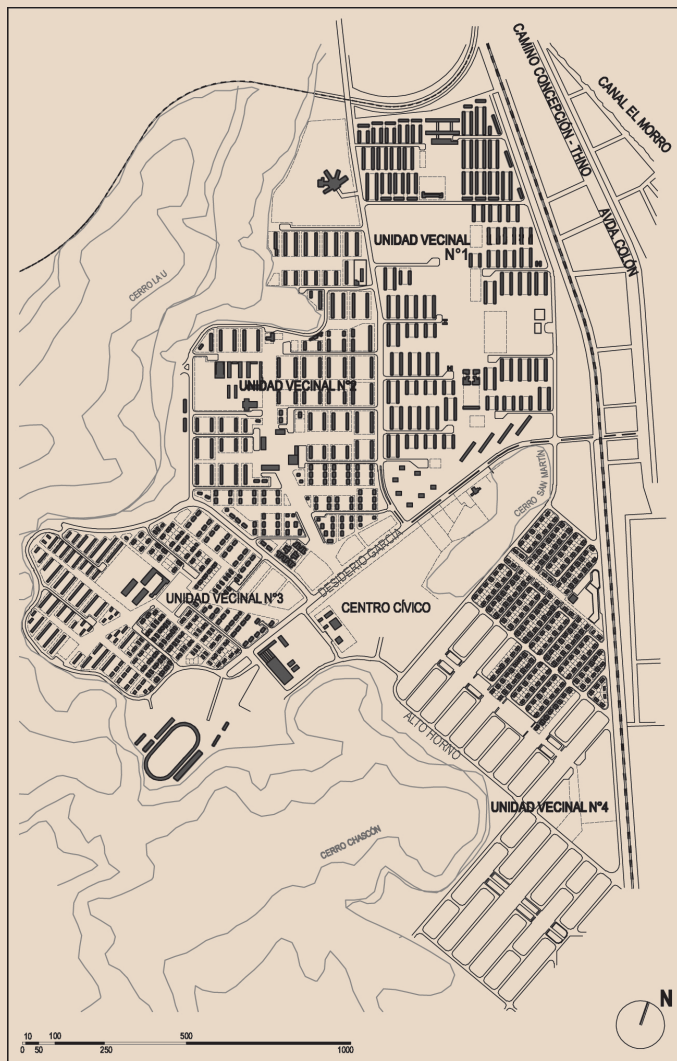 CAMINO CONCEPCIÓN - THNO
CANAL EL MORRO
AVDA. COLÓN
CERRO LA U
UNIDAD VECINAL
N°1
UNIDAD VECINAL N°2
CERRO SAN MARTÍN
DESIDERIO GARCIA
UNIDAD VECINAL N°3
CENTRO CÍVICO
ALTO HORNO
UNIDAD VECINAL N°4
CERRO CHASCÓN
N
10 100 500
0 50 250 1000